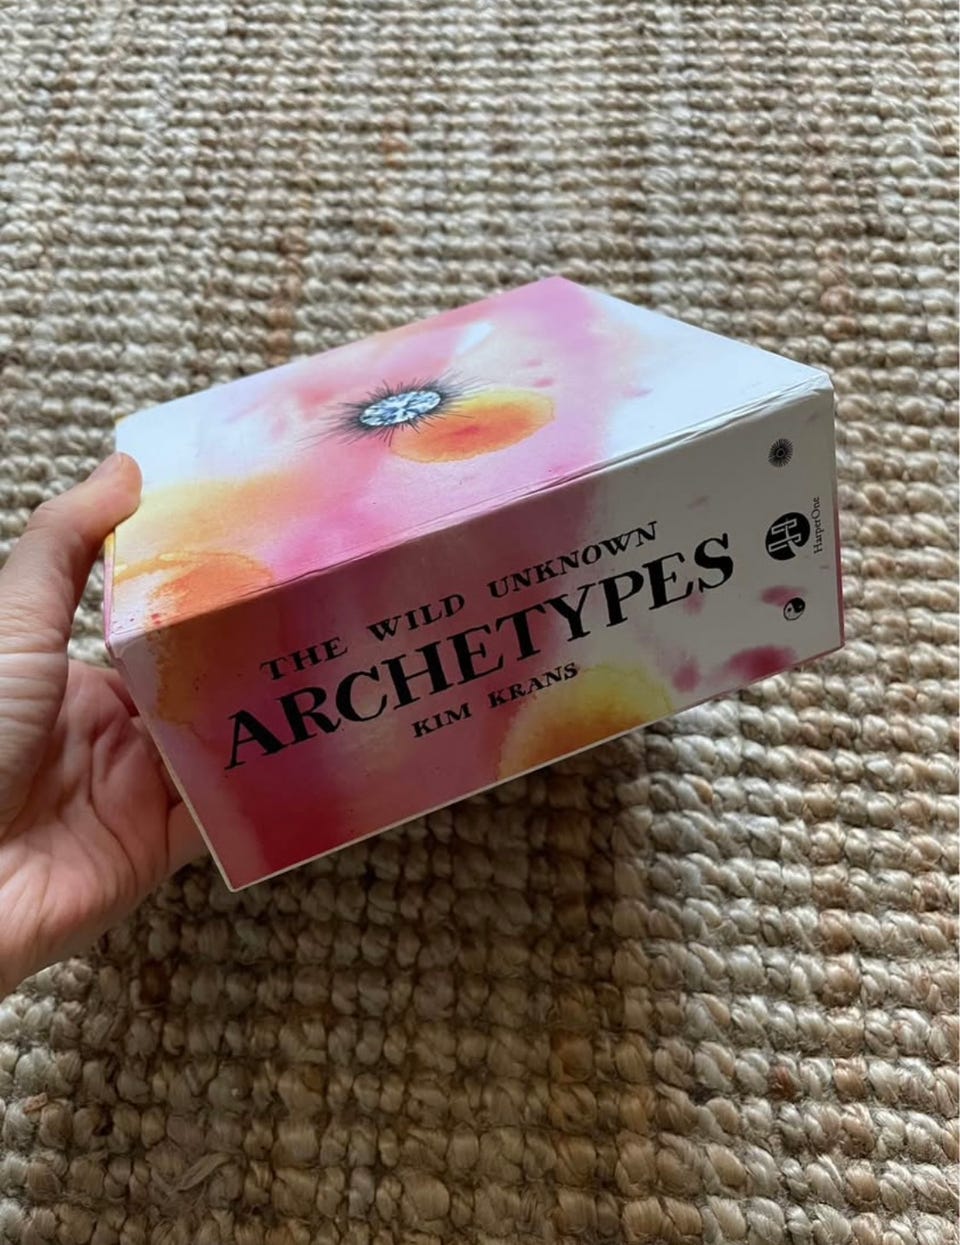 THE WILD UNKNOWN
ARCHETYPES
KIM KRANS
HarperOne